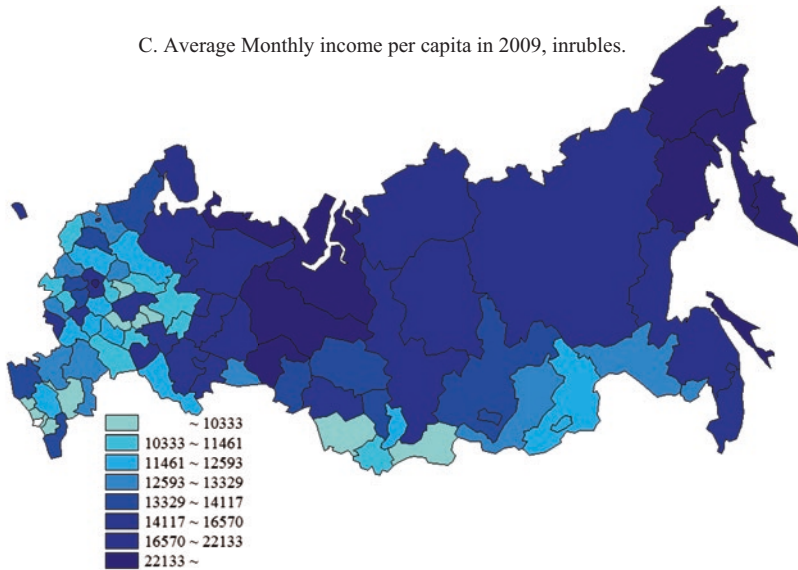 C. Average Monthly income per capita in 2009, inrubles.
~ 10333
10333 ~ 11461
11461 ~ 12593
12593 ~ 13329
13329 ~ 14117
14117 ~ 16570
16570 ~ 22133
22133 ~